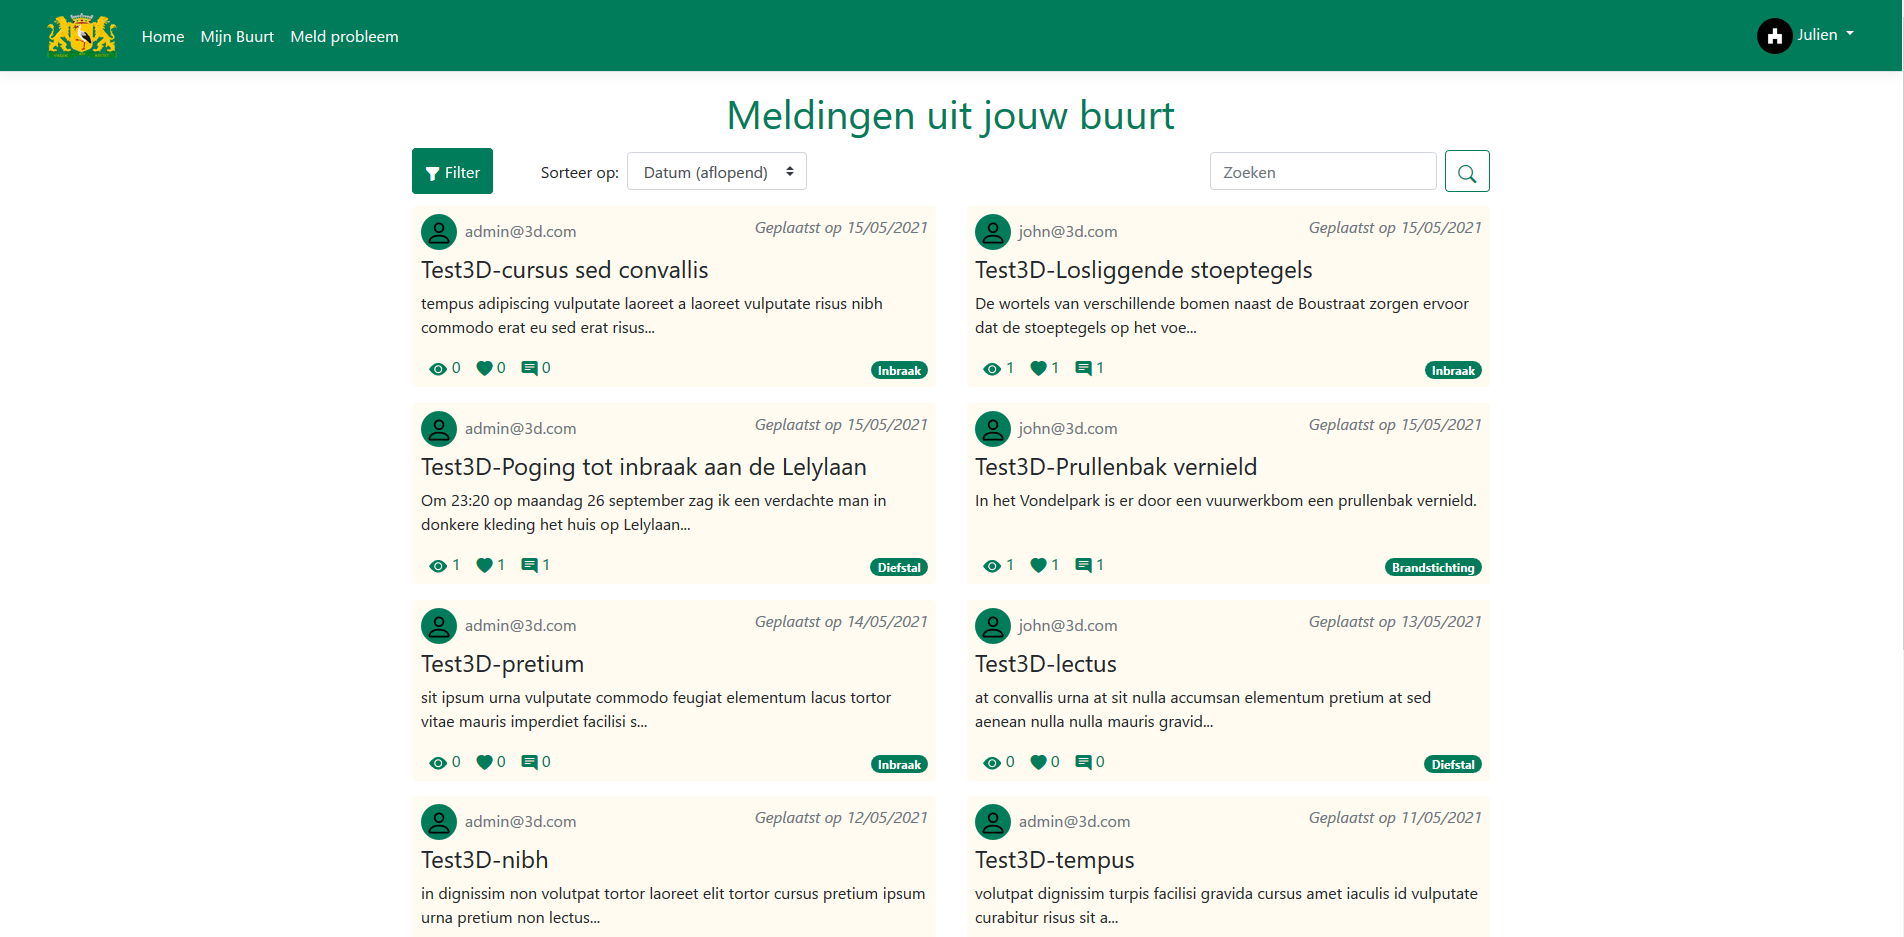 Home Mijn Buurt Meld probleem Julien
Meldingen uit jouw buurt
Filter Sorteer op: Datum (aflopend) Zoeken
admin@3d.com Geplaatst op 15/05/2021
Test3D-cursus sed convallis
tempus adipiscing vulputate laoreet a laoreet vulputate risus nibh
commodo erat eu sed erat risus...
0 0 0 Inbraak
john@3d.com Geplaatst op 15/05/2021
Test3D-Losliggende stoeptegels
De wortels van verschillende bomen naast de Boustraat zorgen ervoor
dat de stoeptegels op het voe...
1 1 1 Inbraak
admin@3d.com Geplaatst op 15/05/2021
Test3D-Poging tot inbraak aan de Lelylaan
Om 23:20 op maandag 26 september zag ik een verdachte man in
donkere kleding het huis op Lelylaan...
1 1 1 Diefstal
john@3d.com Geplaatst op 15/05/2021
Test3D-Prullenbak vernield
In het Vondelpark is er door een vuurwerkbom een prullenbak vernield.
1 1 1 Brandstichting
admin@3d.com Geplaatst op 14/05/2021
Test3D-pretium
sit ipsum urna vulputate commodo feugiat elementum lacus tortor
vitae mauris imperdiet facilisi s...
0 0 0 Inbraak
john@3d.com Geplaatst op 13/05/2021
Test3D-lectus
at convallis urna at sit nulla accumsan elementum pretium at sed
aenean nulla nulla mauris gravid...
0 0 0 Diefstal
admin@3d.com Geplaatst op 12/05/2021
Test3D-nibh
in dignissim non volutpat tortor laoreet elit tortor cursus pretium ipsum
urna pretium non lectus...
admin@3d.com Geplaatst op 11/05/2021
Test3D-tempus
volutpat dignissim turpis facilisi gravida cursus amet iaculis id vulputate
curabitur risus sit a...